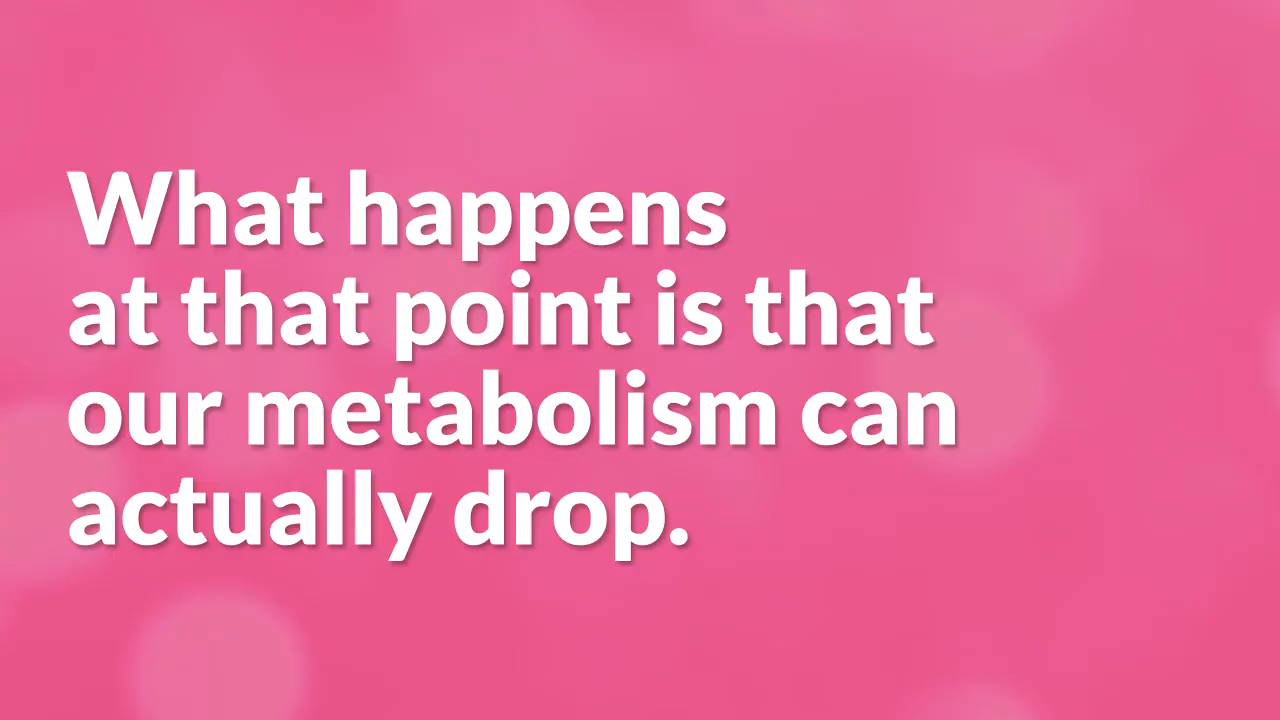 What happens
at that point is that
our metabolism can
actually drop.